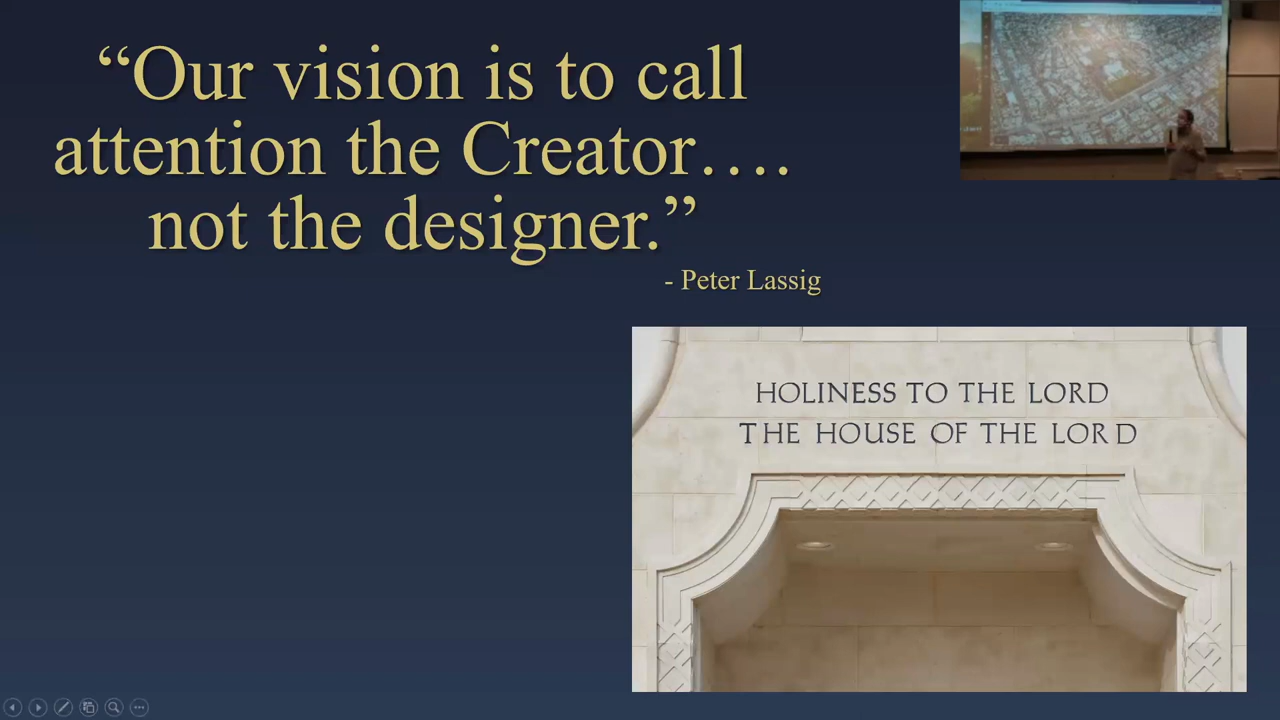 “Our vision is to call
attention the Creator….
not the designer.”
- Peter Lassig
HOLINESS TO THE LORD
THE HOUSE OF THE LORD